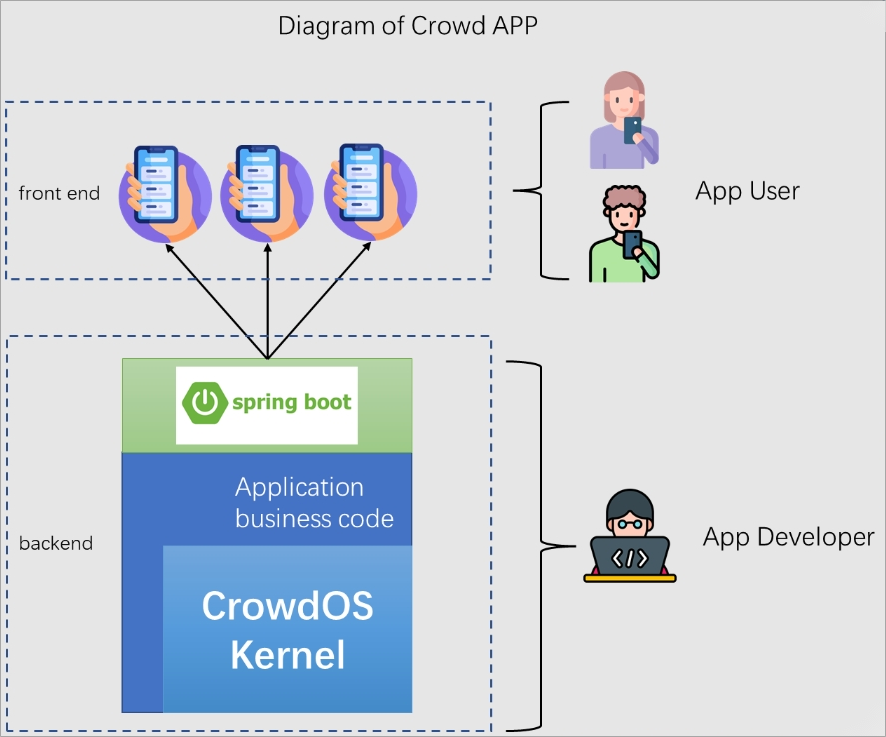 Diagram of Crowd APP
front end
App User
spring boot
Application
business code
backend
CrowdOS
Kernel
</>
App Developer